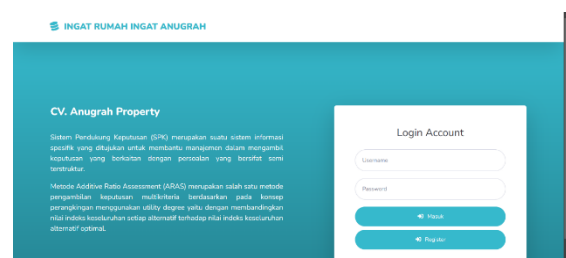 INGAT RUMAH INGAT ANUGRAH
CV. Anugrah Property
Sistem Pendukung Keputusan (SPK) merupakan suatu sistem informasi
spesifik yang ditujukan untuk membantu manajemen dalam mengambil
keputusan yang berkaitan dengan persoalan yang bersifat semi
terstruktur.
Metode Additive Ratio Assessment (ARAS) merupakan salah satu metode
pengambilan keputusan multikriteria berdasarkan pada konsep
perangkingan menggunakan utility degree yaitu dengan membandingkan
nilai indeks keseluruhan setiap alternatif terhadap nilai indeks keseluruhan
alternatif optimal.
Login Account
Username
Password
Masuk
Register